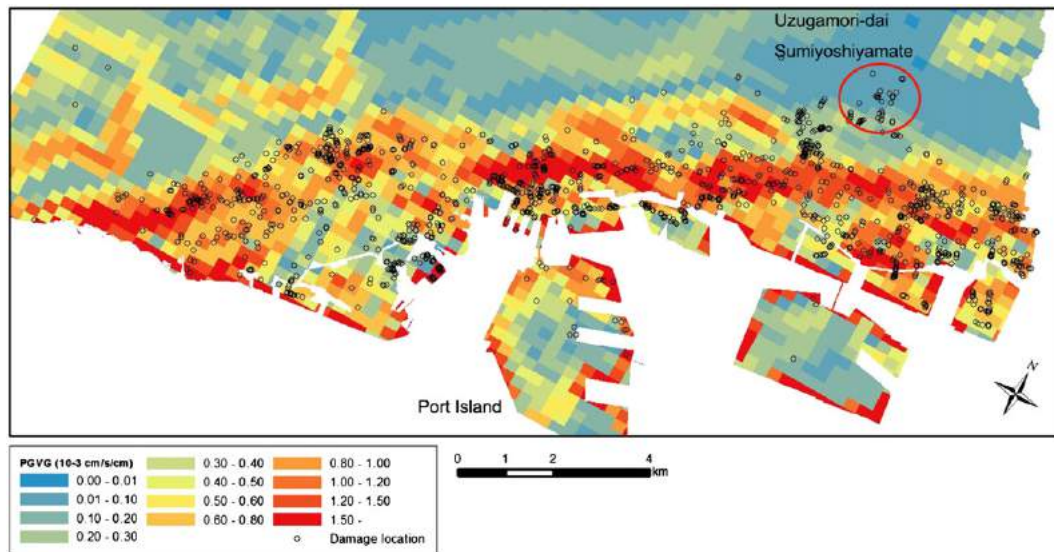 Uzugamori-dai
Sumiyoshiyamate
N
Port Island
PGVG (10-3 cm/s/cm)
0.00 - 0.01
0.01 - 0.10
0.10 - 0.20
0.20 - 0.30
0.30 - 0.40
0.40 - 0.50
0.50 - 0.60
0.60 - 0.80
0.80 - 1.00
1.00 - 1.20
1.20 - 1.50
1.50 -
Damage location
0 1 2 4
km